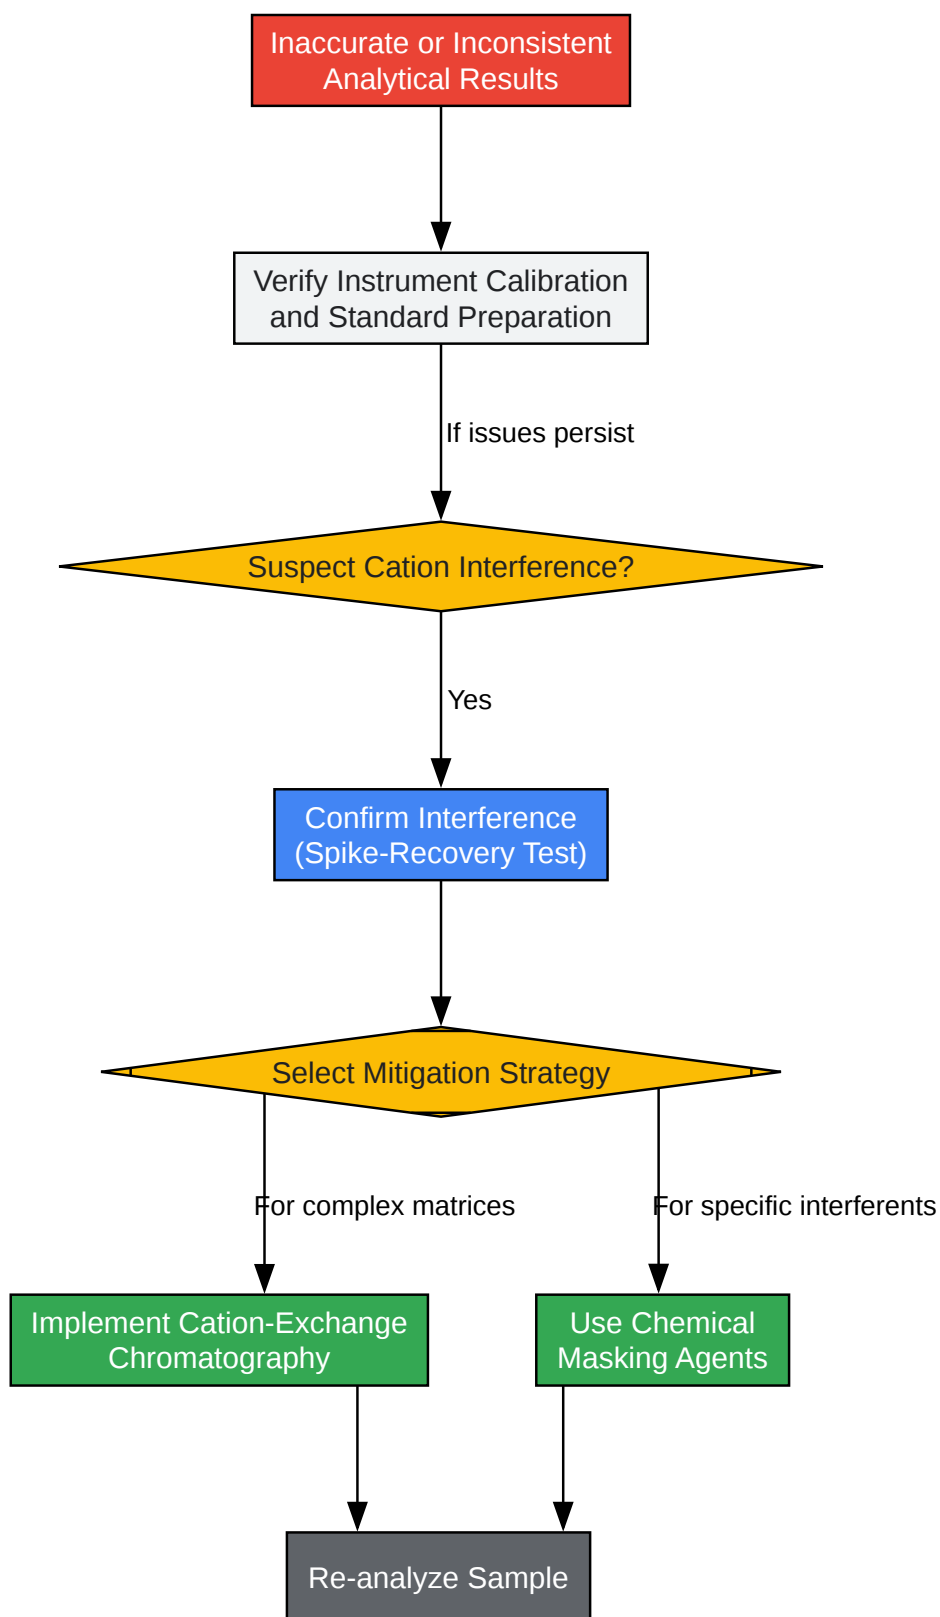 Inaccurate or Inconsistent
Analytical Results
Verify Instrument Calibration
and Standard Preparation
If issues persist
Suspect Cation Interference?
Yes
Confirm Interference
(Spike-Recovery Test)
Select Mitigation Strategy
For complex matrices
For specific interferents
Implement Cation-Exchange
Chromatography
Use Chemical
Masking Agents
Re-analyze Sample